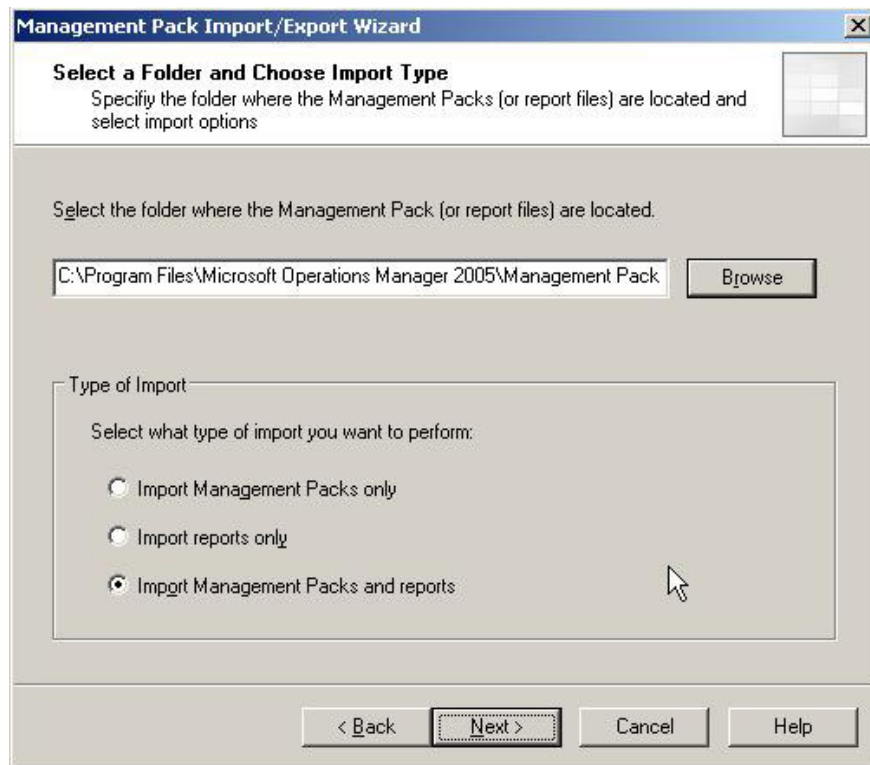 Management Pack Import/Export Wizard
Select a Folder and Choose Import Type
Specifiy the folder where the Management Packs (or report files) are located and
select import options
Select the folder where the Management Pack (or report files) are located.
C:\Program Files\Microsoft Operations Manager 2005\Management Pack
Browse
Type of Import
Select what type of import you want to perform:
Import Management Packs only
Import reports only
Import Management Packs and reports
< Back
Next >
Cancel
Help